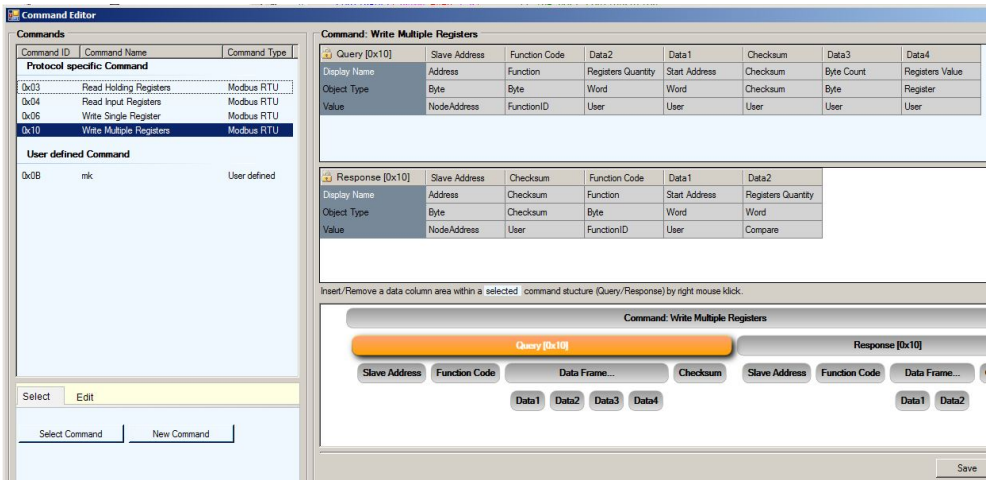 Command Editor
Commands
Command ID Command Name Command Type
Protocol specific Command
0x03 Read Holding Registers Modbus RTU
0x04 Read Input Registers Modbus RTU
0x06 Write Single Register Modbus RTU
0x10 Write Multiple Registers Modbus RTU
User defined Command
0x0B mk User defined
Select Edit
Select Command New Command
Command: Write Multiple Registers
Query [0x10] Slave Address Function Code Data2 Data1 Checksum Data3 Data4
Display Name Address Function Registers Quantity Start Address Checksum Byte Count Registers Value
Object Type Byte Byte Word Word Checksum Byte Register
Value NodeAddress FunctionID User User User User User
Response [0x10] Slave Address Checksum Function Code Data1 Data2
Display Name Address Checksum Function Start Address Registers Quantity
Object Type Byte Checksum Byte Word Word
Value NodeAddress User FunctionID User Compare
Insert/Remove a data column area within a selected command stucture (Query/Response) by right mouse klick.
Command: Write Multiple Registers
Query [0x10] Response [0x10]
Slave Address Function Code Data Frame... Checksum Slave Address Function Code Data Frame...
Data1 Data2 Data3 Data4 Data1 Data2
Save